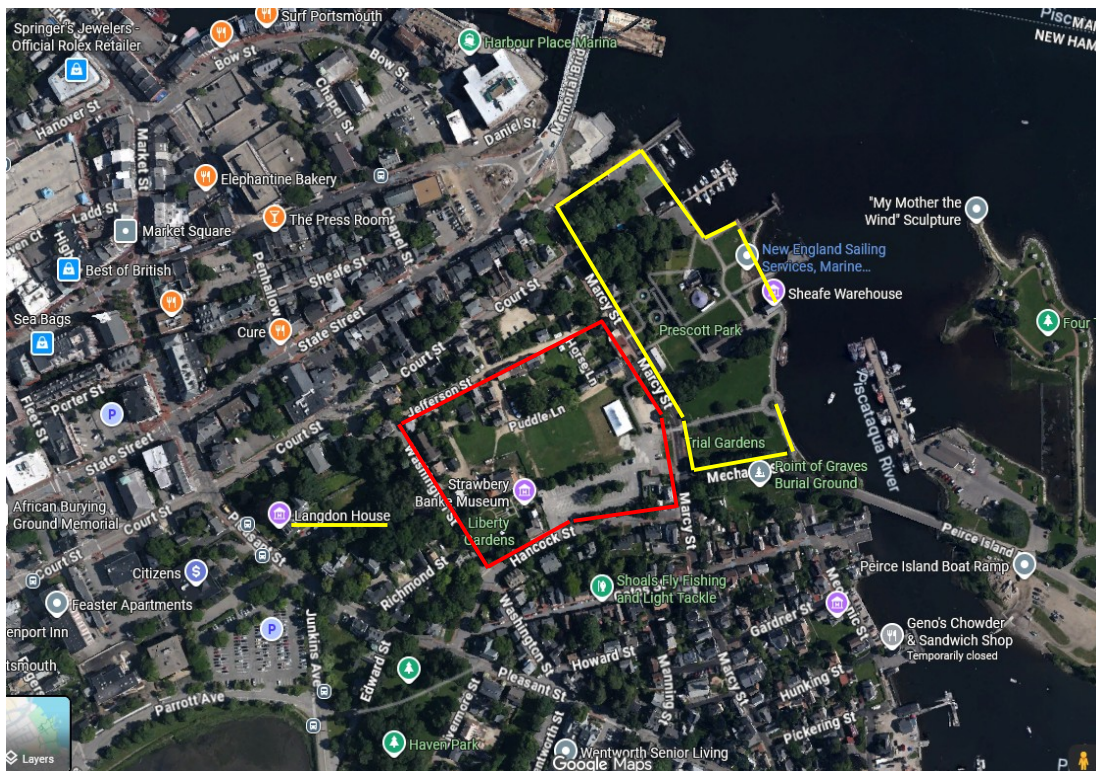 Surf Portsmouth
Springer's Jewelers -
Official Rolex Retailer
Bow St
Bow St
Harbour Place Marina
Memorial Bridge
MAR
NEW HAM
Hanover St
Market St
Chapel St
Daniel St
Elephantine Bakery
Ladd St
The Press Room
Chapel St
Market Square
"My Mother the
Wind" Sculpture
Best of British
Penhallow
Sheafe St
New England Sailing
Services, Marine...
Sheafe Warehouse
Court St
Marcy St
Sea Bags
Cure
State Street
Prescott Park
Four T
Court St
Horse Ln
Marcy St
Porter St
Fleet St
P
Jefferson St
Puddle Ln
Piscataqua River
State Street
Court St
Trial Gardens
Washington St
Point of Graves
Burial Ground
Strawbery
Banke Museum
African Burying
Ground Memorial
Court St
Langdon House
Liberty
Gardens
Hancock St
Marcy St
Court St
Peirce Island
Peirce Island Boat Ramp
Citizens
Richmond St
Shoals Fly Fishing
and Light Tackle
Feaster Apartments
Mechanic St
Gardner St
Geno's Chowder
& Sandwich Shop
Temporarily closed
P
Junkins Ave
Edward St
Washington St
Howard St
Pleasant St
Manning St
Marcy St
Hunking St
Parrott Ave
Pickering St
Haven Park
Wentworth Senior Living
Layers
Google Maps